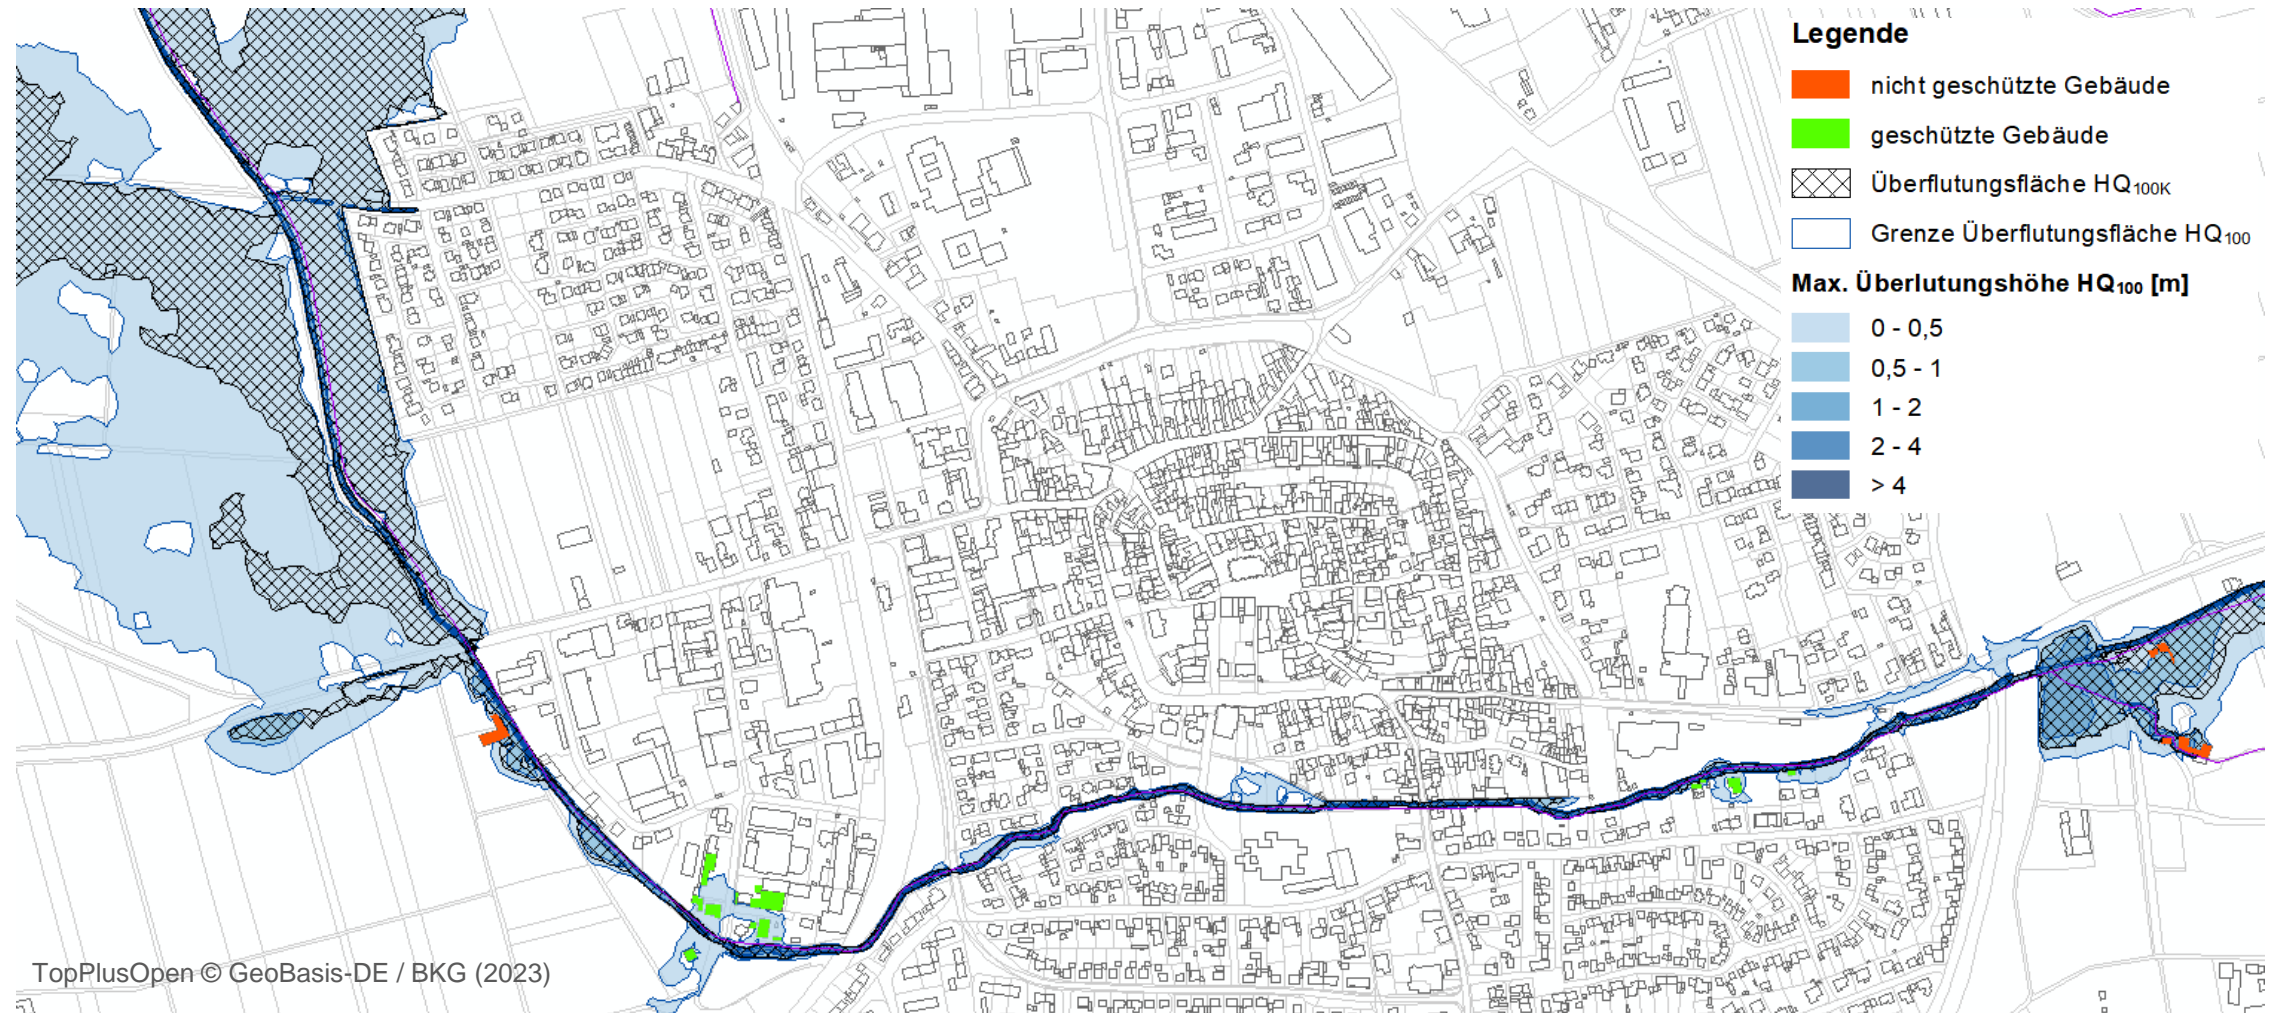 Legende
nicht geschützte Gebäude
geschützte Gebäude
Überflutungsfläche HQ100K
Grenze Überflutungsfläche HQ100
Max. Überlutungshöhe HQ100 [m]
0 - 0,5
0,5 - 1
1 - 2
2 - 4
> 4
TopPlusOpen © GeoBasis-DE / BKG (2023)